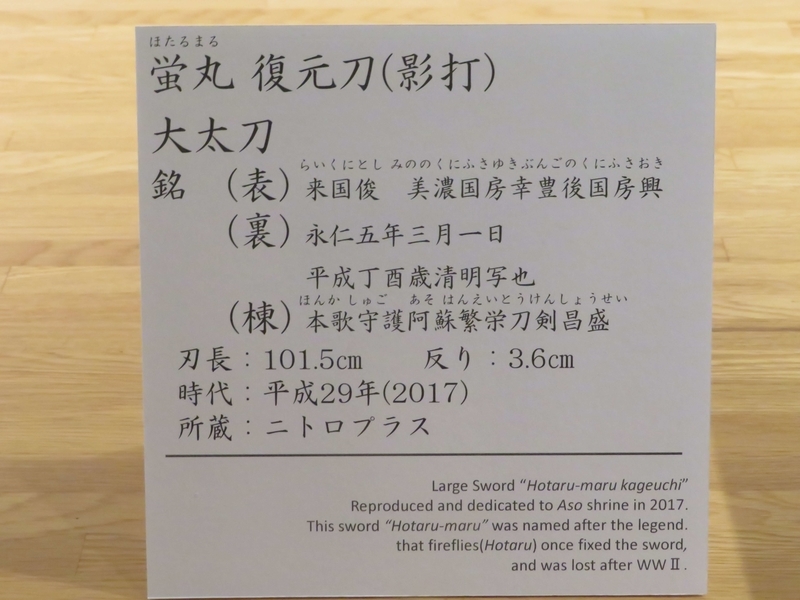 ほたるまる
蛍丸 復元刀(影打)
大太刀
らいくにとし みののくにふさゆきぶんごのくにふさおき
銘 (表) 来国俊 美濃国房幸豊後国房興
(裏) 永仁五年三月一日
平成丁酉歳清明写也
ほんか しゅご あそ はんえいとうけんしょうせい
(棟) 本歌守護阿蘇繁栄刀剣昌盛
刃長：101.5cm 反り：3.6cm
時代：平成29年(2017)
所蔵：ニトロプラス
Large Sword “Hotaru-maru kageuchi”
Reproduced and dedicated to Aso shrine in 2017.
This sword “Hotaru-maru” was named after the legend.
that fireflies(Hotaru) once fixed the sword,
and was lost after WWⅡ.